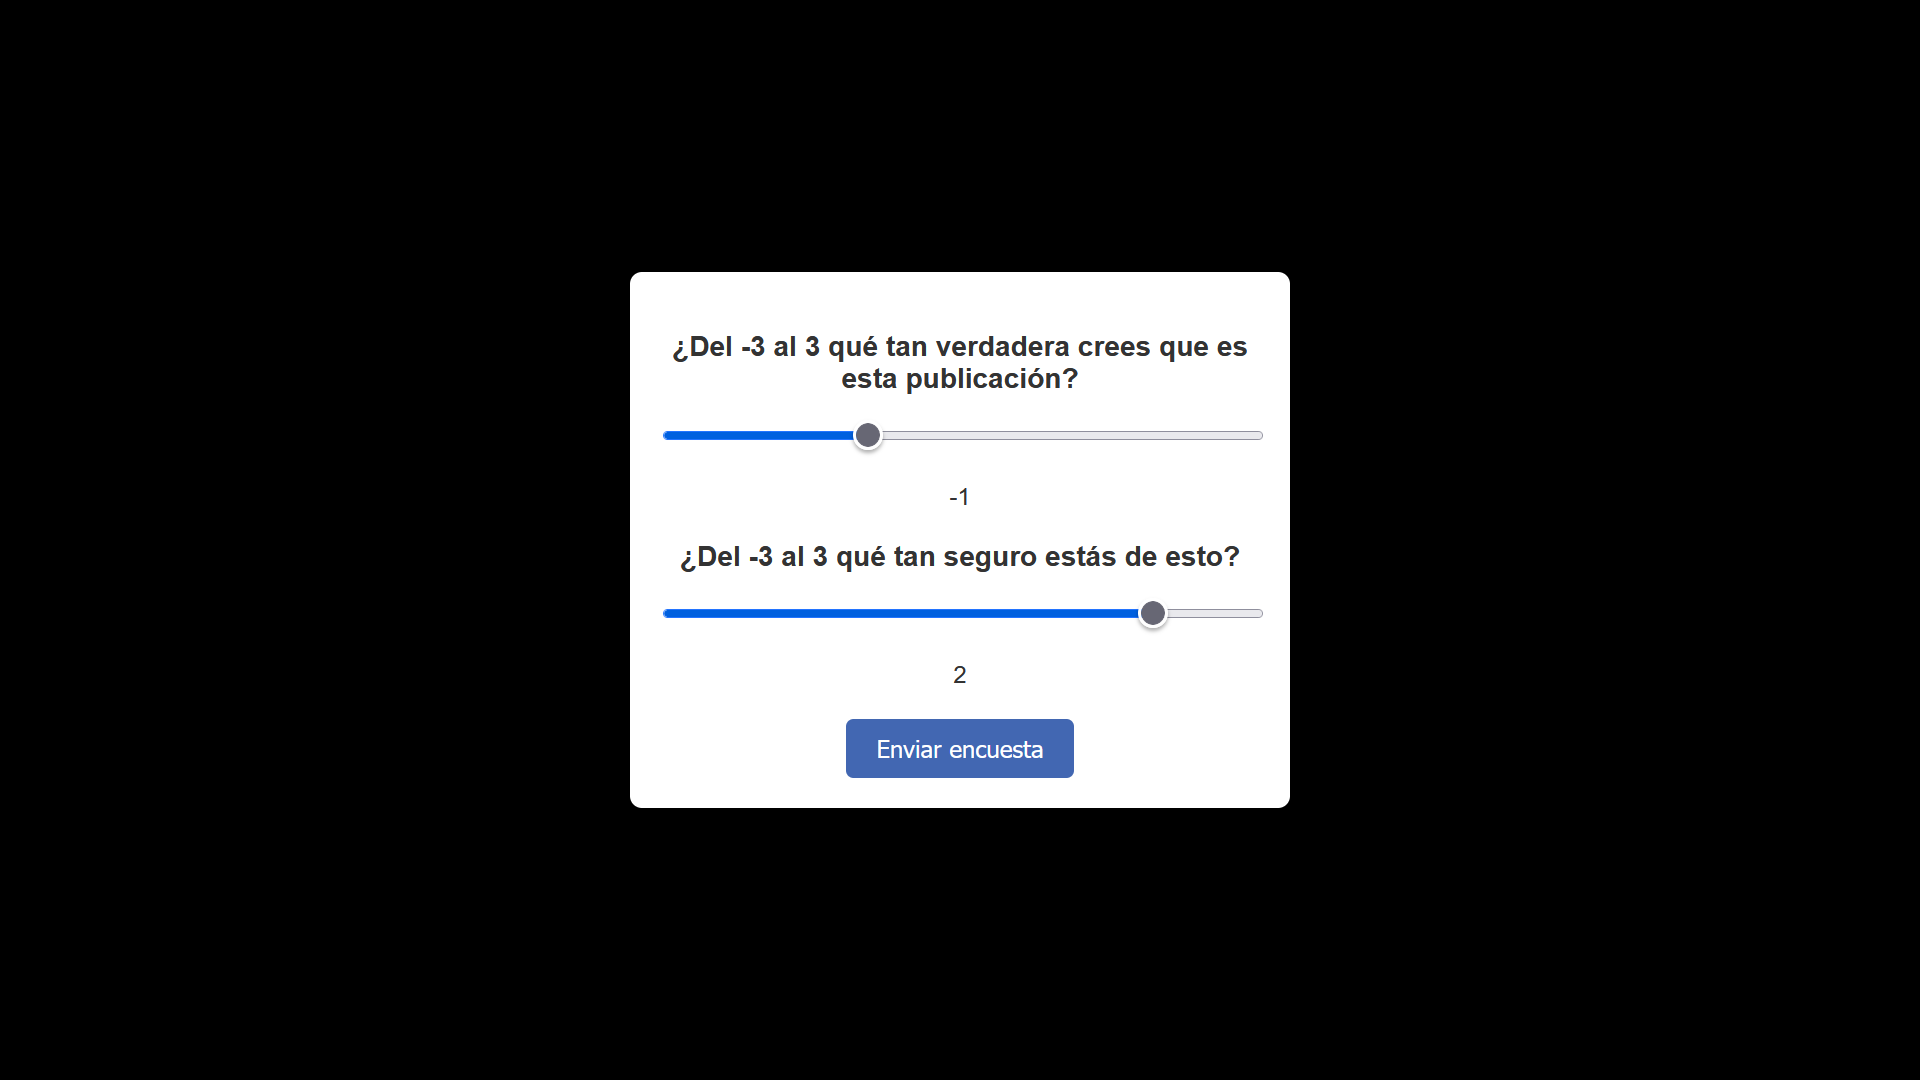 ¿Del -3 al 3 qué tan verdadera crees que es
esta publicación?
-1
¿Del -3 al 3 qué tan seguro estás de esto?
2
Enviar encuesta